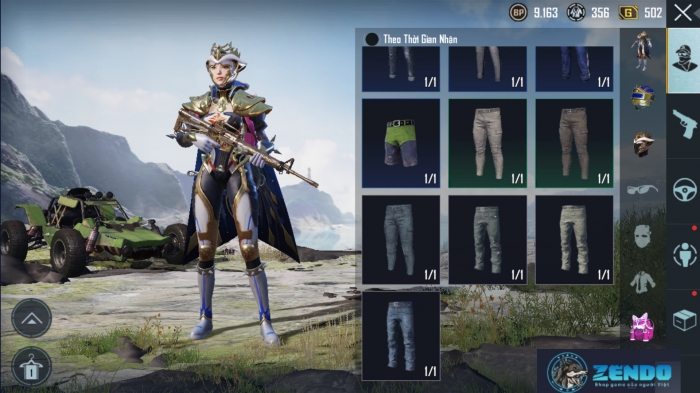 BP 9.163 356 G 502
Theo Thời Gian Nhận
1/1 1/1 1/1
1/1 1/1 1/1
1/1 1/1 1/1
1/1
ZENDO
Shop game của người Việt